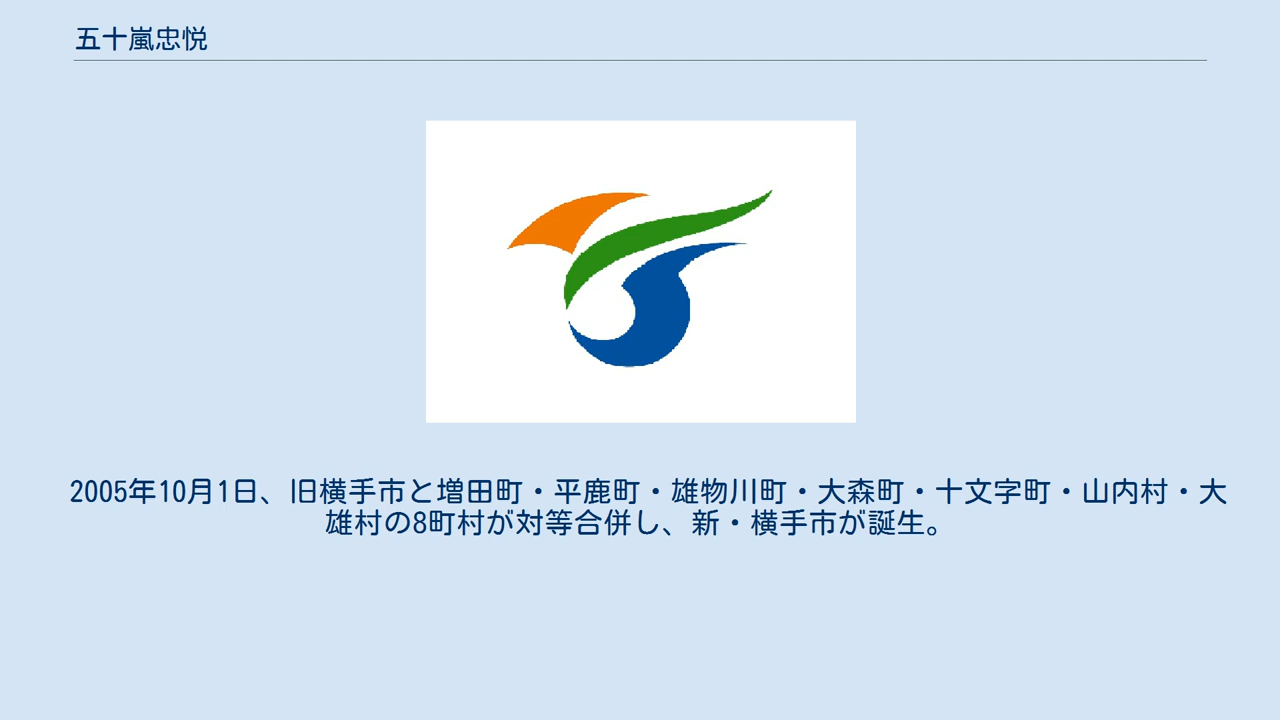 五十嵐忠悦
2005年10月1日、旧横手市と増田町・平鹿町・雄物川町・大森町・十文字町・山内村・大
雄村の8町村が対等合併し、新・横手市が誕生。